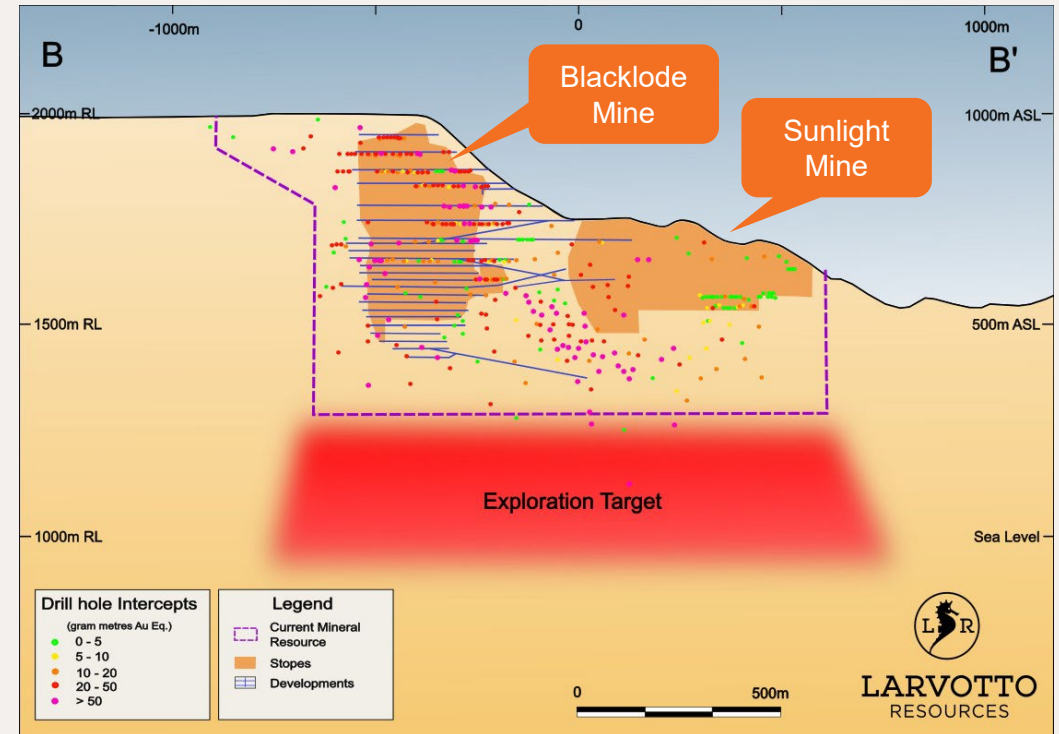 -1000m
0
1000m
B
B'
Blacklode
Mine
Sunlight
Mine
2000m RL
1000m ASL
1500m RL
500m ASL
Exploration Target
1000m RL
Sea Level
Drill hole Intercepts
(gram metres Au Eq.)
0 - 5
5 - 10
10 - 20
20 - 50
> 50
Legend
Current Mineral
Resource
Stopes
Developments
0
500m
L R
LARVOTTO
RESOURCES